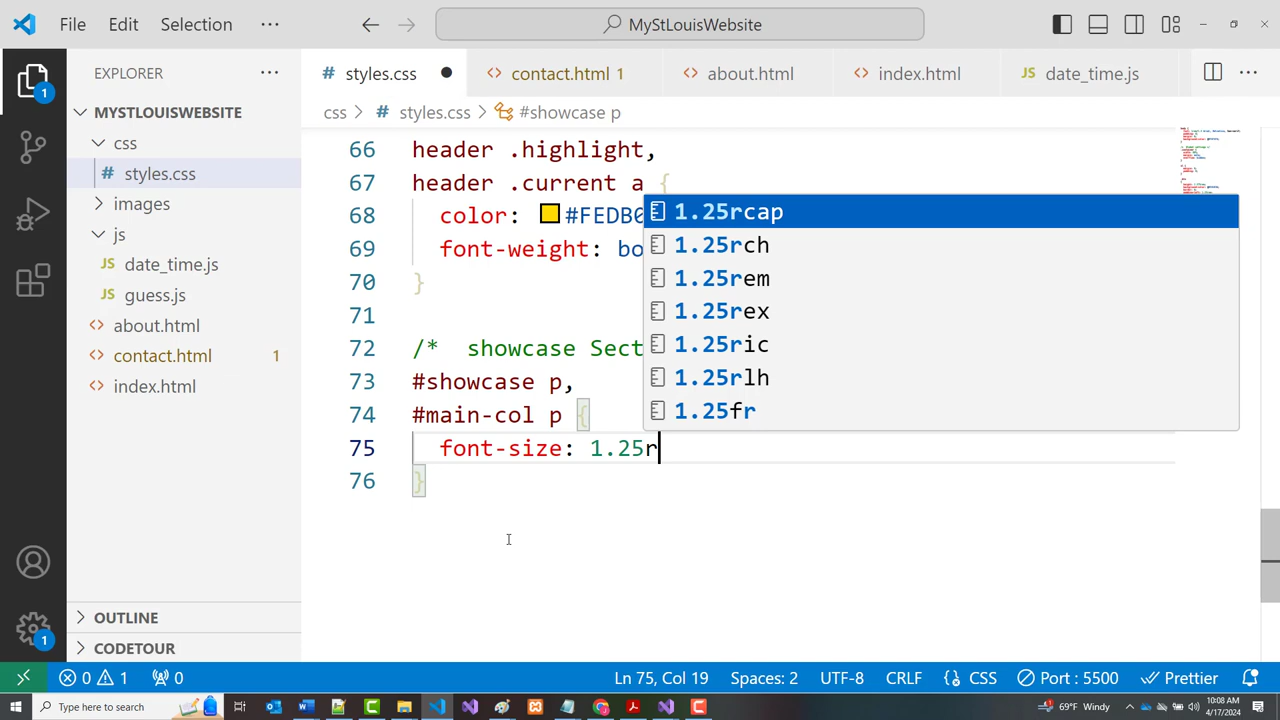 File Edit Selection ··· MyStLouisWebsite
EXPLORER ··· # styles.css ● <> contact.html 1 <> about.html <> index.html JS date_time.js ···
MYSTLOUISWEBSITE css > # styles.css > #showcase p
css
# styles.css
images
js
JS date_time.js
JS guess.js
<> about.html
<> contact.html 1
<> index.html
OUTLINE
CODETOUR
1
1
66 header .highlight,
67 header .current a {
68 color: #FEDB0
69 font-weight: bo
70 }
71
72 /* showcase Sect
73 #showcase p,
74 #main-col p {
75 font-size: 1.25r
76 }
1.25rcap
1.25rch
1.25rem
1.25rex
1.25ric
1.25rlh
1.25fr
0 1 0 Ln 75, Col 19 Spaces: 2 UTF-8 CRLF {} CSS Port : 5500 Prettier
Type here to search 69°F Windy 10:08 AM
4/17/2024